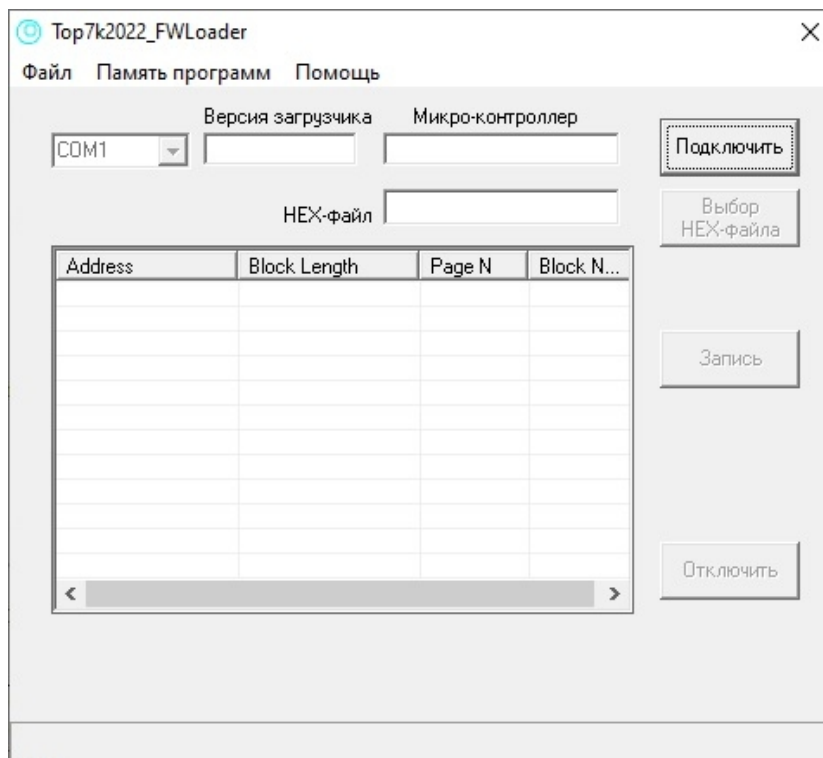 Top7k2022_FWLoader
Файл Память программ Помощь
Версия загрузчика Микро-контроллер
COM1
Подключить
HEX-файл
Выбор
HEX-файла
Address Block Length Page N Block N...
Запись
Отключить